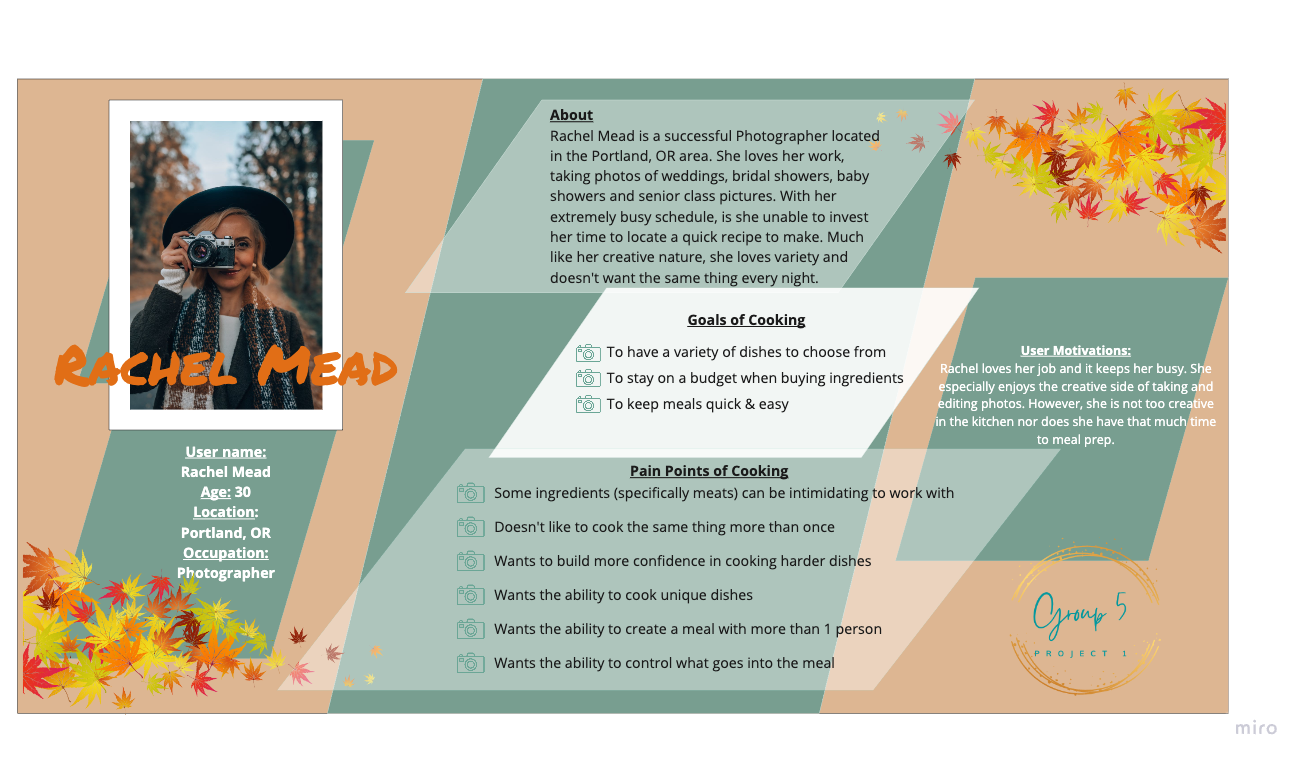 Rachel Mead
User name:
Rachel Mead
Age: 30
Location:
Portland, OR
Occupation:
Photographer
About
Rachel Mead is a successful Photographer located
in the Portland, OR area. She loves her work,
taking photos of weddings, bridal showers, baby
showers and senior class pictures. With her
extremely busy schedule, is she unable to invest
her time to locate a quick recipe to make. Much
like her creative nature, she loves variety and
doesn't want the same thing every night.
Goals of Cooking
To have a variety of dishes to choose from
To stay on a budget when buying ingredients
To keep meals quick & easy
Pain Points of Cooking
Some ingredients (specifically meats) can be intimidating to work with
Doesn't like to cook the same thing more than once
Wants to build more confidence in cooking harder dishes
Wants the ability to cook unique dishes
Wants the ability to create a meal with more than 1 person
Wants the ability to control what goes into the meal
User Motivations:
Rachel loves her job and it keeps her busy. She
especially enjoys the creative side of taking and
editing photos. However, she is not too creative
in the kitchen nor does she have that much time
to meal prep.
Group 5
PROJECT 1
miro